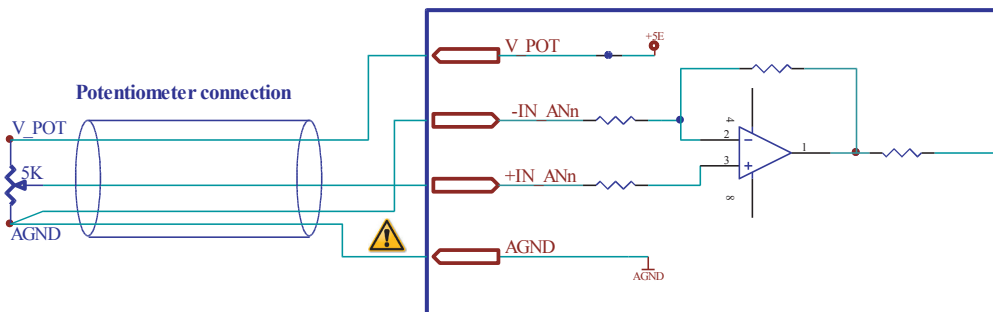 Potentiometer connection
V_POT
5K
AGND
V_POT
+5E
-IN_ANn
+IN_ANn
AGND
AGND
4
2
3
1
8